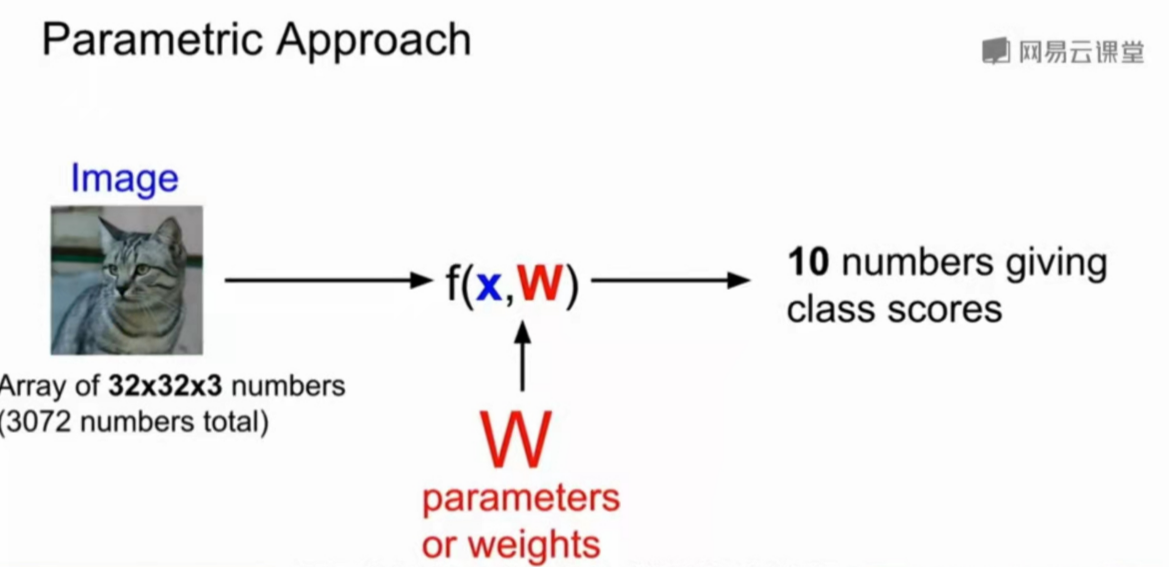 Parametric Approach
网易云课堂
Image
f(x,W)
10 numbers giving
class scores
Array of 32x32x3 numbers
(3072 numbers total)
W
parameters
or weights